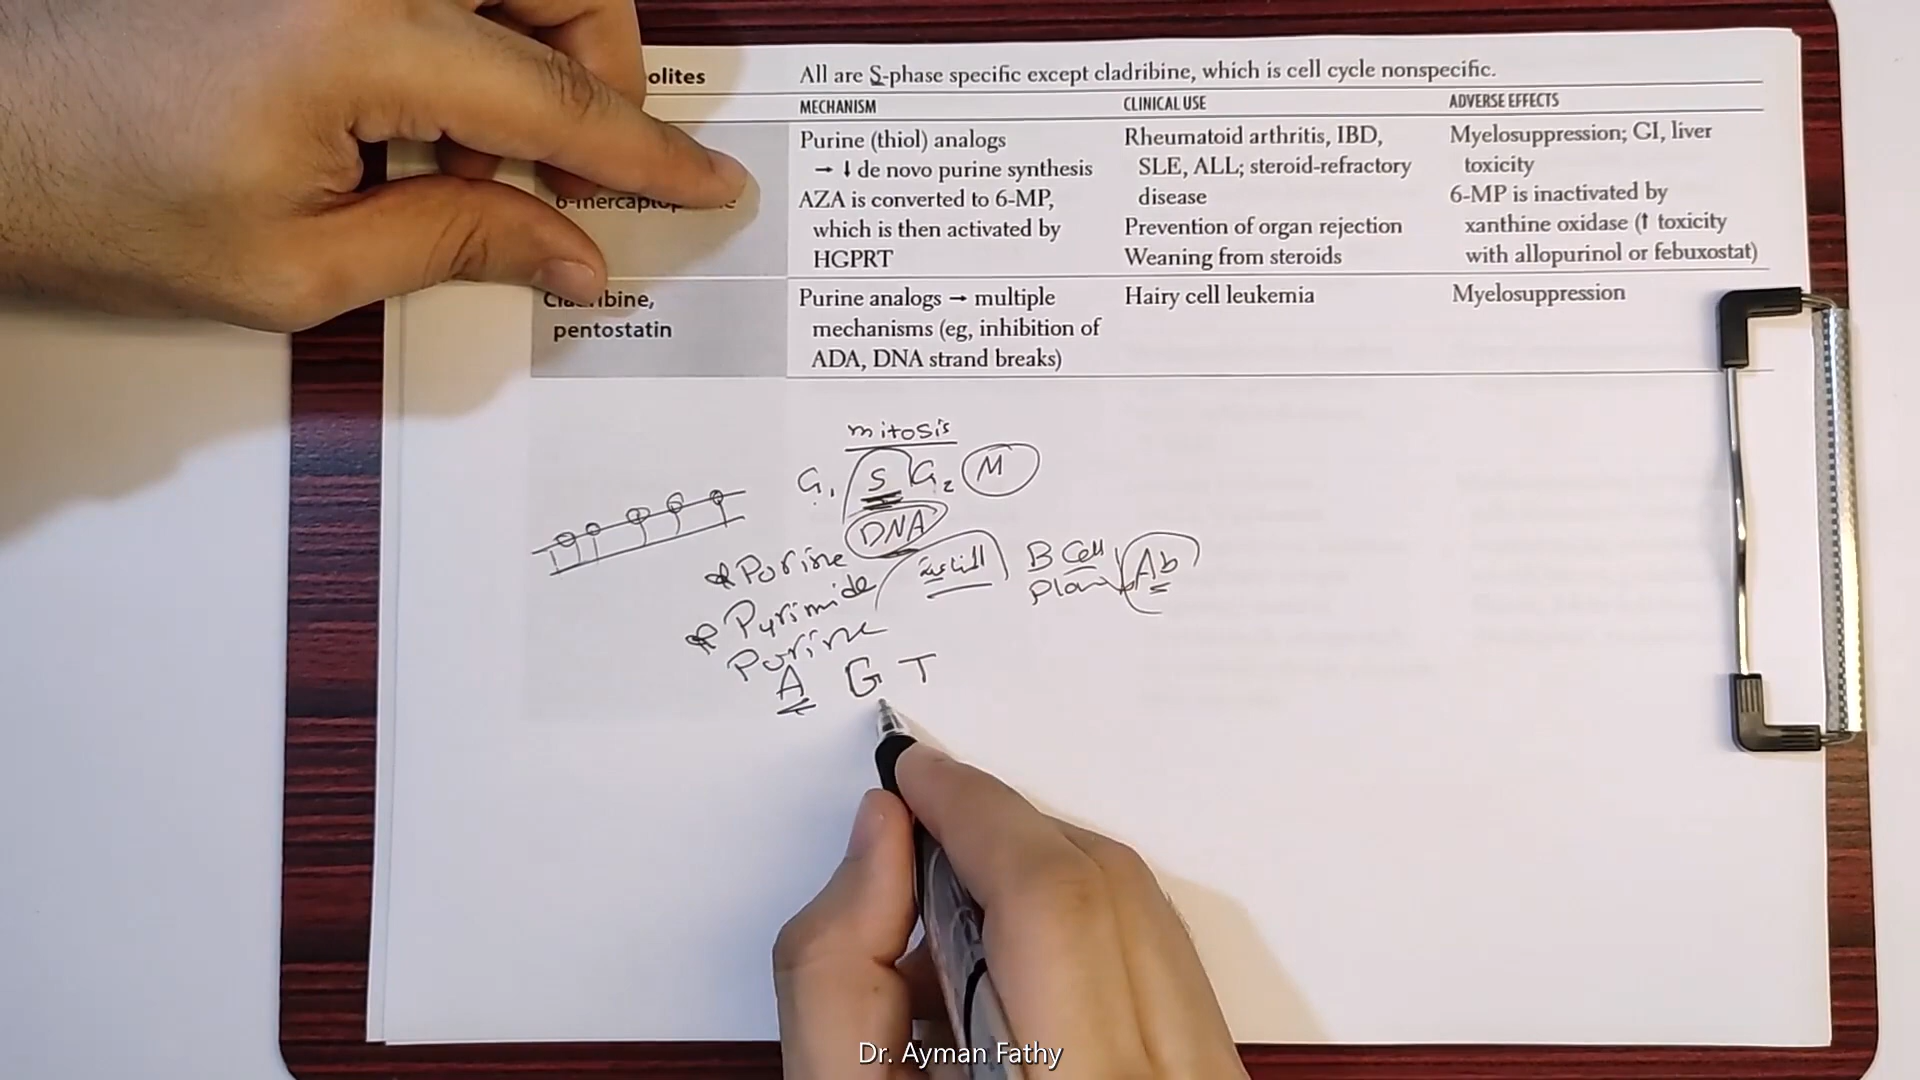 olites All are S-phase specific except cladribine, which is cell cycle nonspecific.
MECHANISM CLINICAL USE ADVERSE EFFECTS
Purine (thiol) analogs Rheumatoid arthritis, IBD, Myelosuppression; GI, liver
→ ↓ de novo purine synthesis SLE, ALL; steroid-refractory toxicity
6-mercaptop AZA is converted to 6-MP, disease 6-MP is inactivated by
which is then activated by Prevention of organ rejection xanthine oxidase (↑ toxicity
HGPRT Weaning from steroids with allopurinol or febuxostat)
Cladribine, Purine analogs → multiple Hairy cell leukemia Myelosuppression
pentostatin mechanisms (eg, inhibition of
ADA, DNA strand breaks)
mitosis
G₁ S G₂ M
DNA
Purine B Cell Ab
Pyrimide
Purine
A G T
Dr. Ayman Fathy